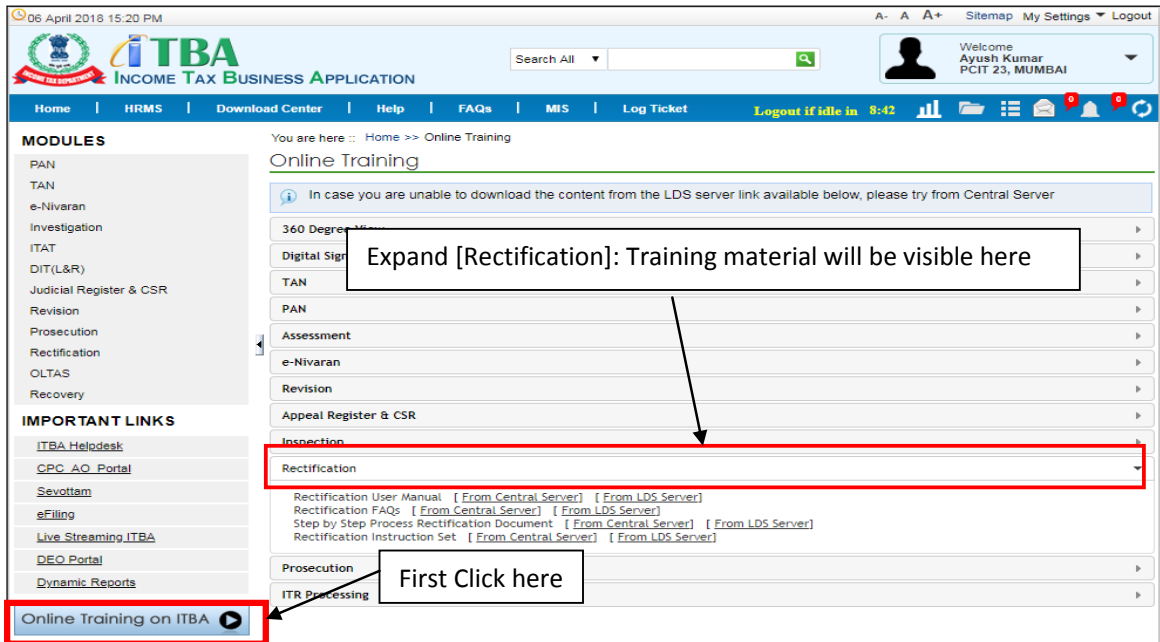 06 April 2018 15:20 PM
A- A A+ Sitemap My Settings Logout
INCOME TAX DEPARTMENT
iTBA
INCOME TAX BUSINESS APPLICATION
Search All
Welcome
Ayush Kumar
PCIT 23, MUMBAI
Home | HRMS | Download Center | Help | FAQs | MIS | Log Ticket
Logout if idle in 8:42
0
0
MODULES
PAN
TAN
e-Nivaran
Investigation
ITAT
DIT(L&R)
Judicial Register & CSR
Revision
Prosecution
Rectification
OLTAS
Recovery
IMPORTANT LINKS
ITBA Helpdesk
CPC AO Portal
Sevottam
eFiling
Live Streaming ITBA
DEO Portal
Dynamic Reports
Online Training on ITBA
You are here :: Home >> Online Training
Online Training
In case you are unable to download the content from the LDS server link available below, please try from Central Server
360 Degree View
Digital Sign
Expand [Rectification]: Training material will be visible here
TAN
PAN
Assessment
e-Nivaran
Revision
Appeal Register & CSR
Inspection
Rectification
Rectification User Manual [ From Central Server] [ From LDS Server]
Rectification FAQs [ From Central Server] [ From LDS Server]
Step by Step Process Rectification Document [ From Central Server] [ From LDS Server]
Rectification Instruction Set [ From Central Server] [ From LDS Server]
Prosecution
First Click here
ITR Processing